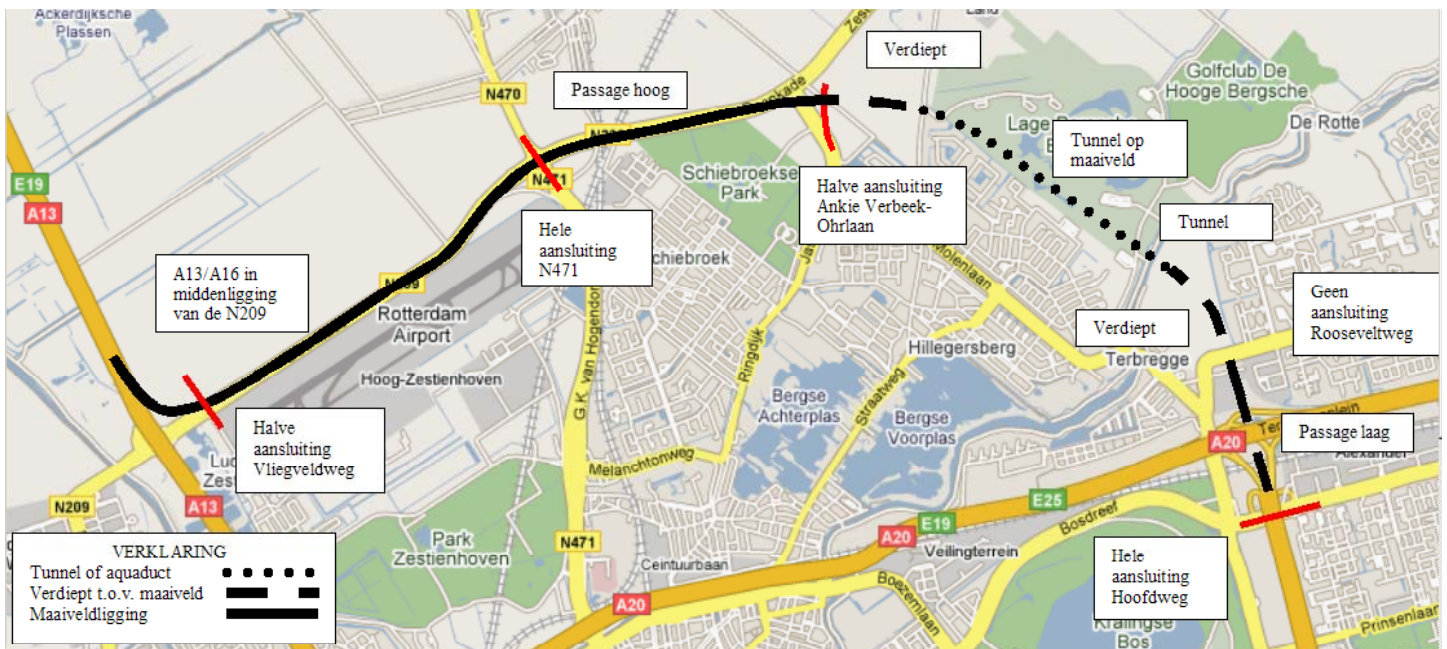 Ackerdijksche
Plassen
E19
A13
N470
Passage hoog
Verdiept
Land
Golfclub De
Hooge Bergsche
De Rotte
Tunnel op
maaiveld
Schiebroekse
Park
N471
Halve aansluiting
Ankie Verbeek-
Ohrlaan
Tunnel
Hele
aansluiting
N471
A13/A16 in
middenligging
van de N209
Rotterdam
Airport
Molenlaan
Geen
aansluiting
Rooseveltweg
Verdiept
Terbregge
Hillegersberg
Hoog-Zestienhoven
G.K. van Hogendor
Ringdijk
Straatweg
Bergse
Achterplas
Bergse
Voorplas
Halve
aansluiting
Vliegveldweg
Melanchtonweg
A20
Passage laag
Alexander
N209
A13
Park
Zestienhoven
N471
E25
E19
A20
Bosdreef
Veilingterrein
Ceintuurbaan
Boezemlaan
A20
Hele
aansluiting
Hoofdweg
Kralingse
Bos
Prinsenlaan
VERKLARING
Tunnel of aquaduct
Verdiept t.o.v. maaiveld
Maaiveldligging